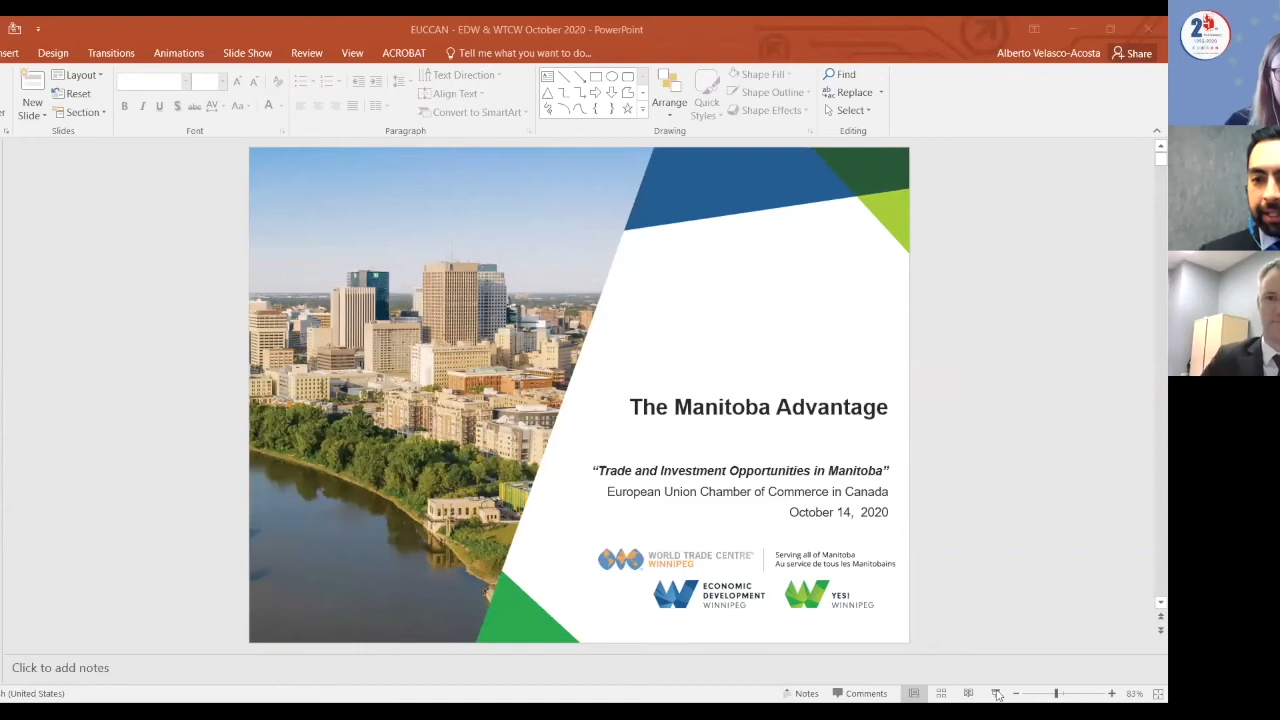 EUCCAN - EDW & WTCW October 2020 - PowerPoint
nsert Design Transitions Animations Slide Show Review View ACROBAT Tell me what you want to do... Alberto Velasco-Acosta Share
New
Slide
Layout
Reset
Section
Slides
B I U S abc AV Aa A
Font
Text Direction
Align Text
Convert to SmartArt
Paragraph
Arrange
Quick
Styles
Shape Fill
Shape Outline
Shape Effects
Drawing
Find
Replace
Select
Editing
The Manitoba Advantage
“Trade and Investment Opportunities in Manitoba”
European Union Chamber of Commerce in Canada
October 14, 2020
WORLD TRADE CENTRE
WINNIPEG
Serving all of Manitoba
Au service de tous les Manitobains
ECONOMIC
DEVELOPMENT
WINNIPEG
YES!
WINNIPEG
Click to add notes
h (United States) Notes Comments 83%